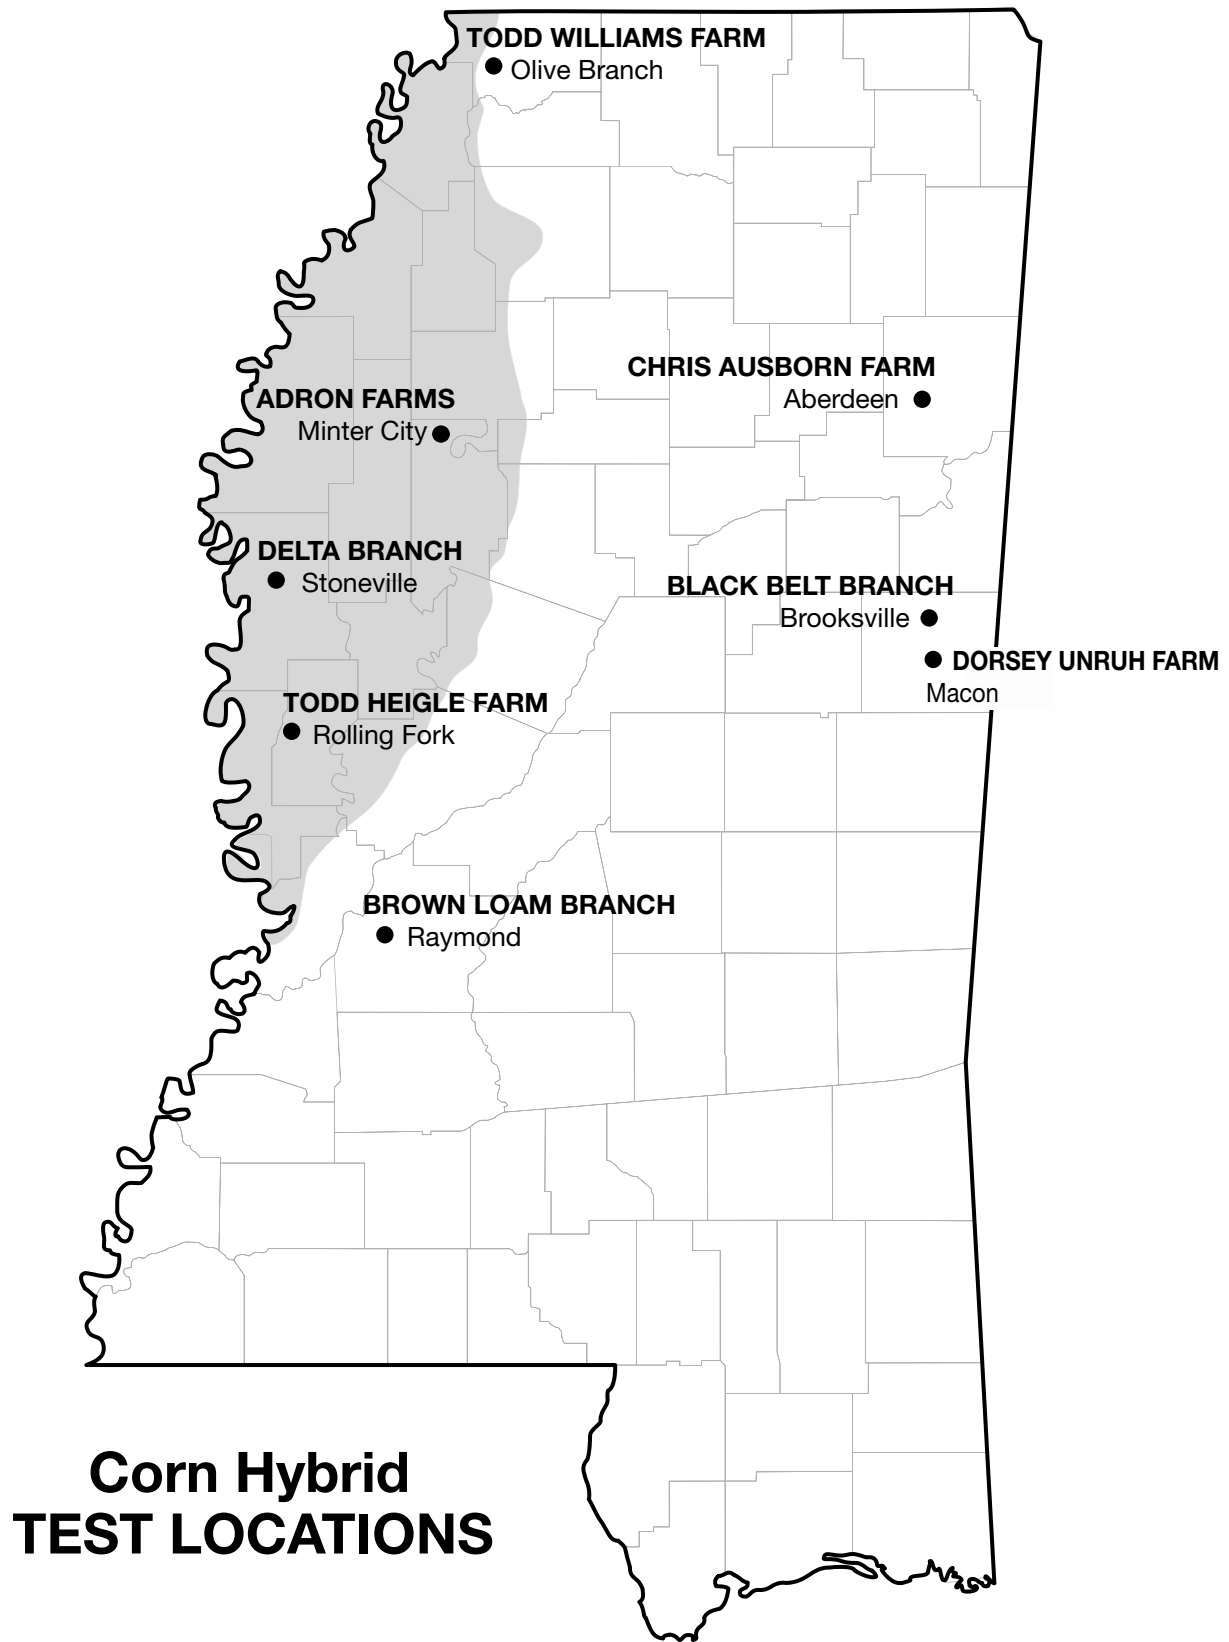 TODD WILLIAMS FARM
Olive Branch
CHRIS AUSBORN FARM
Aberdeen
ADRON FARMS
Minter City
DELTA BRANCH
Stoneville
BLACK BELT BRANCH
Brooksville
DORSEY UNRUH FARM
Macon
TODD HEIGLE FARM
Rolling Fork
BROWN LOAM BRANCH
Raymond
Corn Hybrid
TEST LOCATIONS